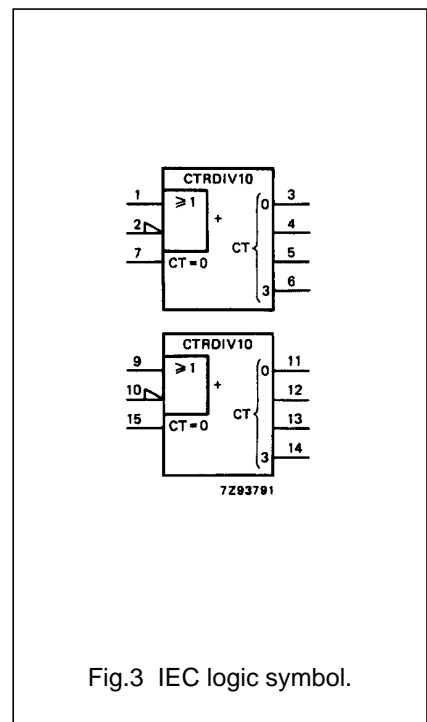 CTRDIV10
1 ⩾1 0 3
2 + 4
7 CT=0 CT 5
3 6
CTRDIV10
9 ⩾1 0 11
10 + 12
15 CT=0 CT 13
3 14
7Z93791
Fig.3 IEC logic symbol.